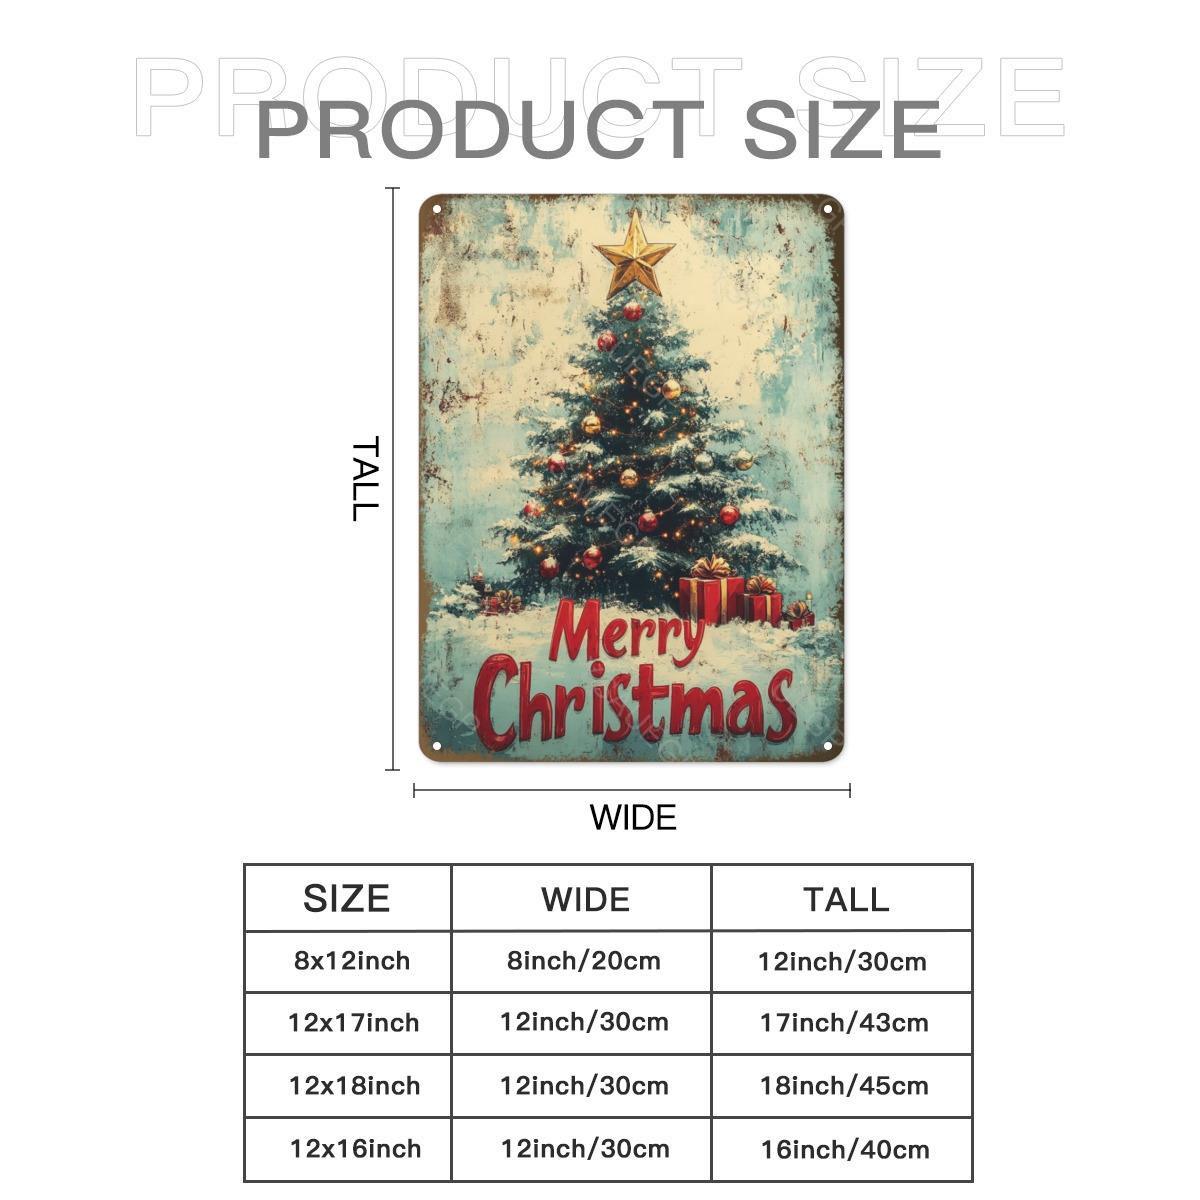 PRODUCT SIZE
PRODUCT SIZE
TALL
Merry
Christmas
WIDE
SIZE WIDE TALL
8x12inch 8inch/20cm 12inch/30cm
12x17inch 12inch/30cm 17inch/43cm
12x18inch 12inch/30cm 18inch/45cm
12x16inch 12inch/30cm 16inch/40cm